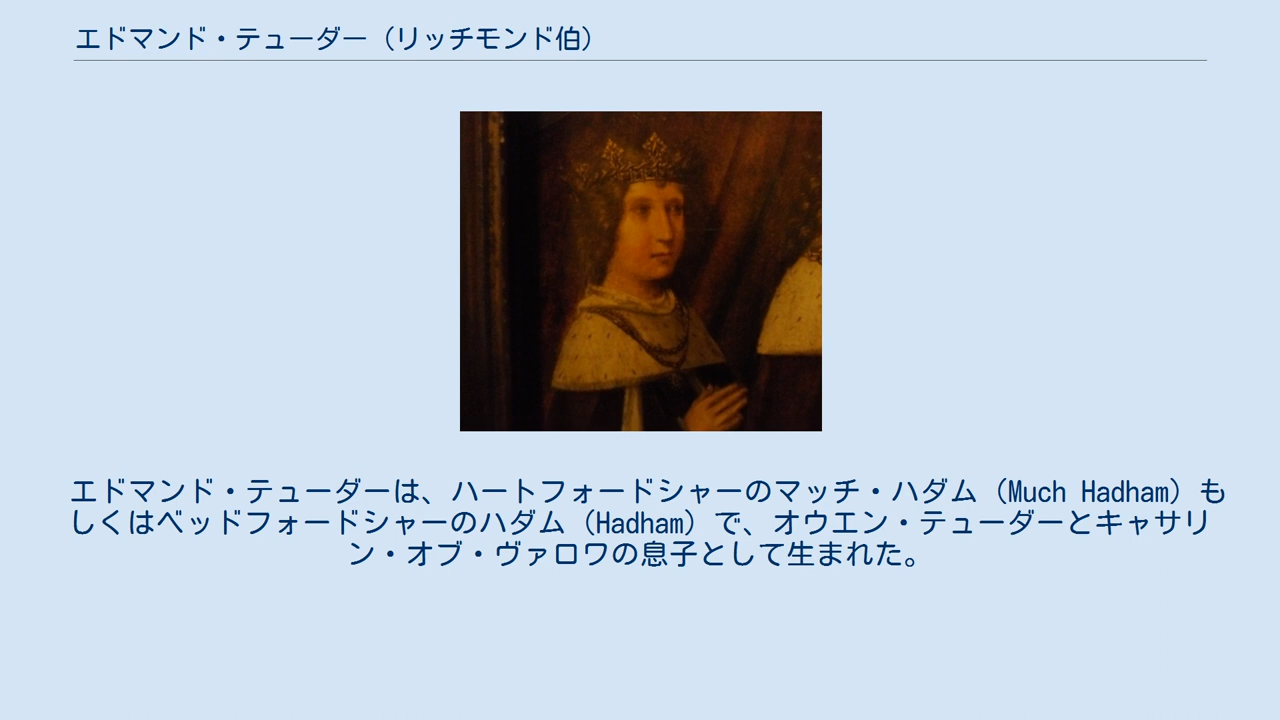 エドマンド・テューダー（リッチモンド伯）
エドマンド・テューダーは、ハートフォードシャーのマッチ・ハダム（Much Hadham）も
しくはベッドフォードシャーのハダム（Hadham）で、オウエン・テューダーとキャサリ
ン・オブ・ヴァロワの息子として生まれた。